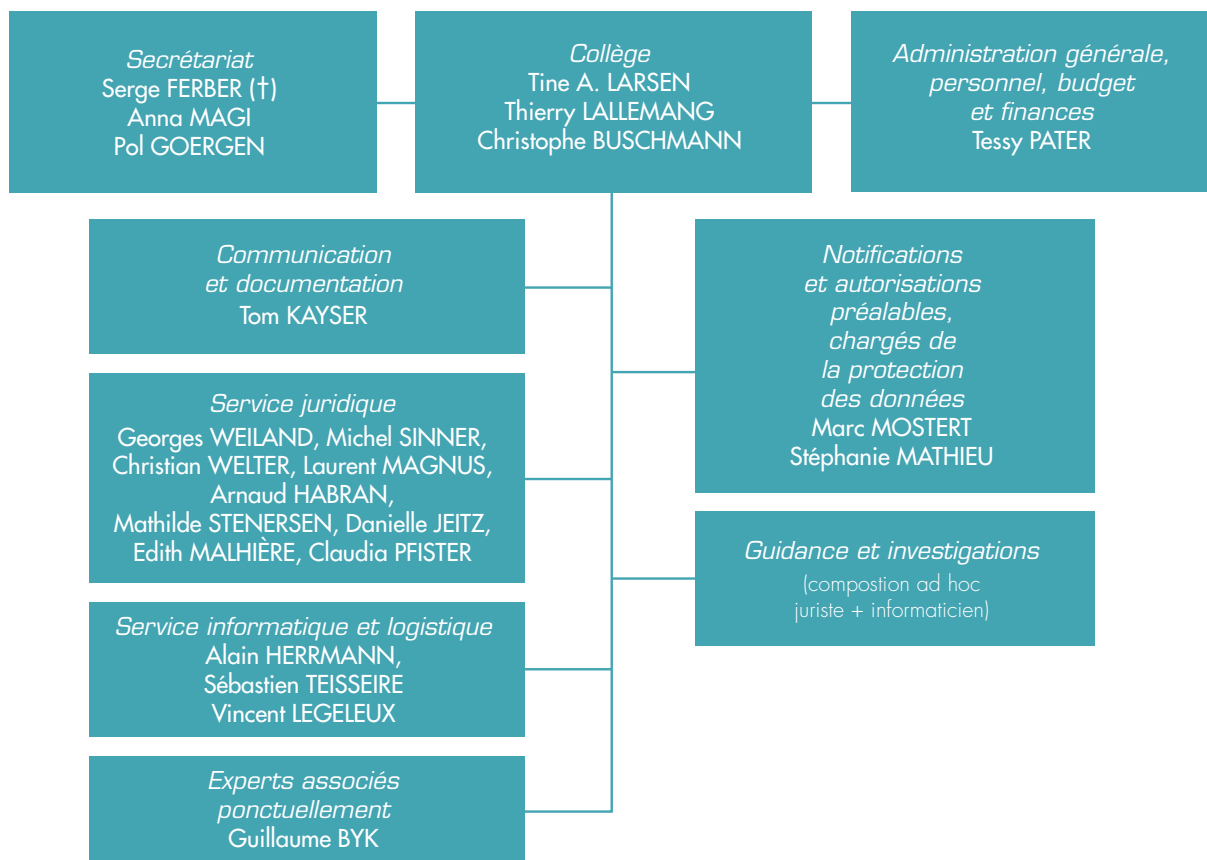 Secrétariat
Serge FERBER (†)
Anna MAGI
Pol GOERGEN
Collège
Tine A. LARSEN
Thierry LALLEMANG
Christophe BUSCHMANN
Administration générale,
personnel, budget
et finances
Tessy PATER
Communication
et documentation
Tom KAYSER
Notifications
et autorisations
préalables,
chargés de
la protection
des données
Marc MOSTERT
Stéphanie MATHIEU
Service juridique
Georges WEILAND, Michel SINNER,
Christian WELTER, Laurent MAGNUS,
Arnaud HABRAN,
Mathilde STENERSEN, Danielle JEITZ,
Edith MALHIÈRE, Claudia PFISTER
Guidance et investigations
(compostion ad hoc
juriste + informaticien)
Service informatique et logistique
Alain HERRMANN,
Sébastien TEISSEIRE
Vincent LEGELEUX
Experts associés
ponctuellement
Guillaume BYK